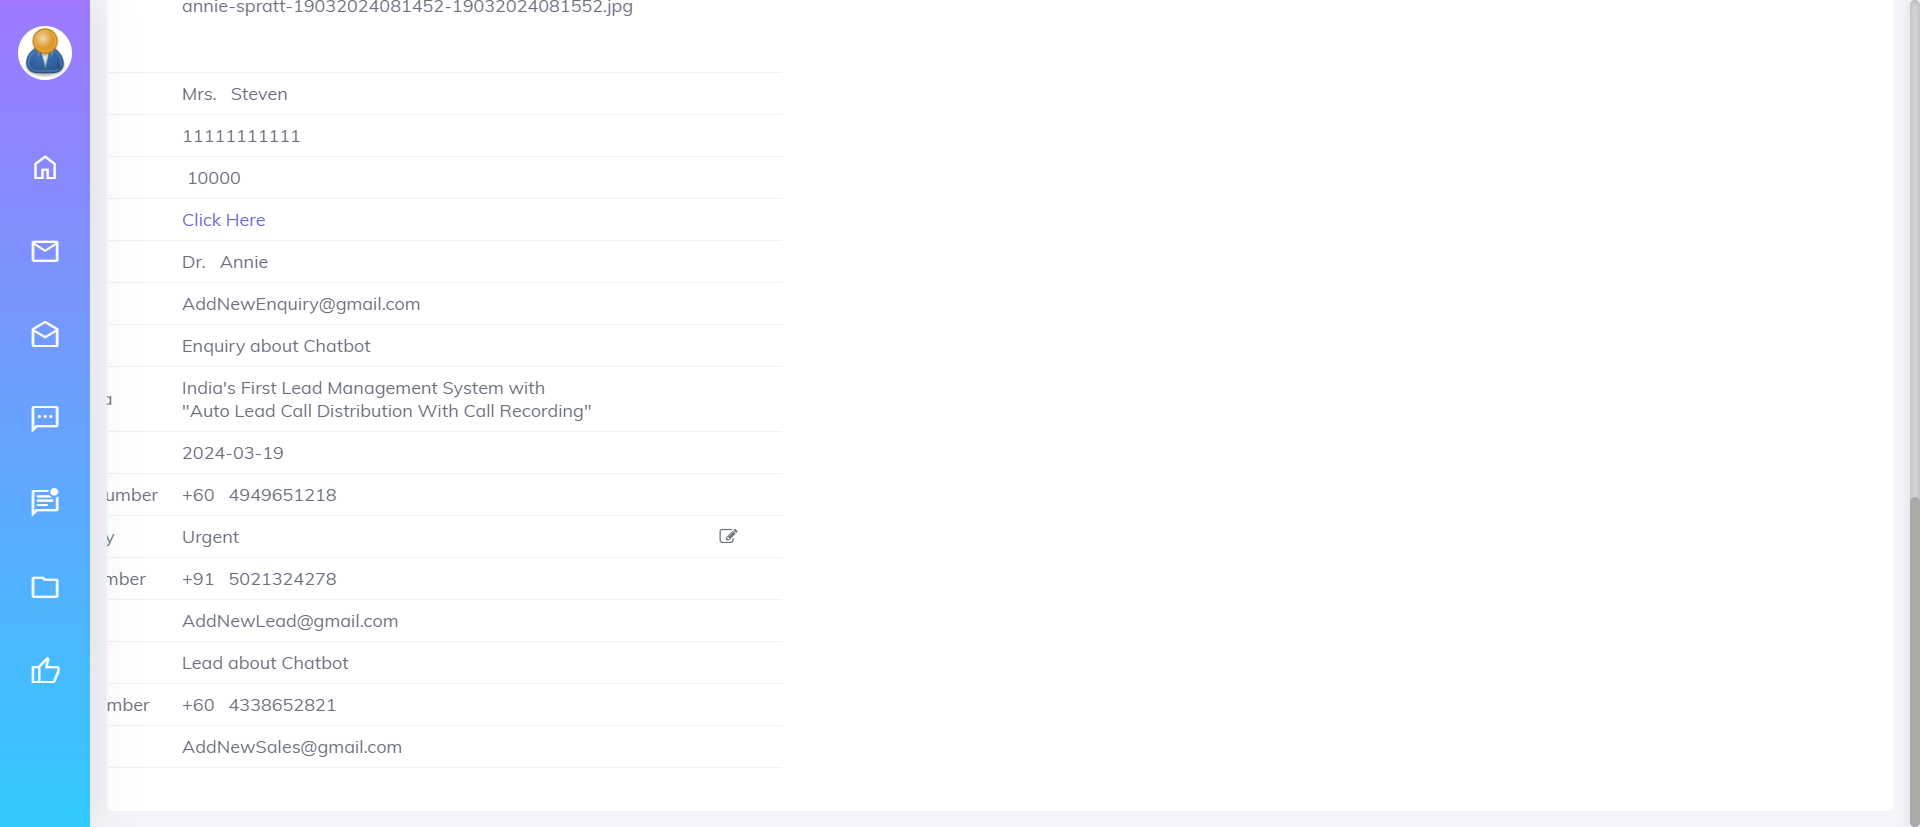 annie-spratt-19032024081452-19032024081552.jpg
Mrs. Steven
11111111111
10000
Click Here
Dr. Annie
AddNewEnquiry@gmail.com
Enquiry about Chatbot
India's First Lead Management System with
a
"Auto Lead Call Distribution With Call Recording"
2024-03-19
umber +60 4949651218
y Urgent
mber +91 5021324278
AddNewLead@gmail.com
Lead about Chatbot
mber +60 4338652821
AddNewSales@gmail.com